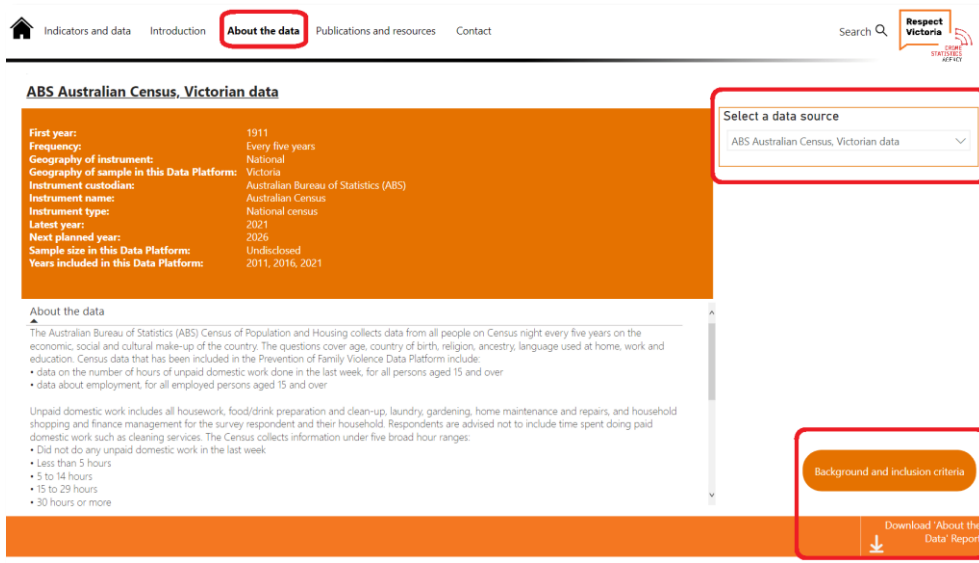 Indicators and data Introduction About the data Publications and resources Contact Search
Respect
Victoria
CRIME
STATISTICS
AGENCY
ABS Australian Census, Victorian data
Select a data source
ABS Australian Census, Victorian data
First year: 1911
Frequency: Every five years
Geography of instrument: National
Geography of sample in this Data Platform: Victoria
Instrument custodian: Australian Bureau of Statistics (ABS)
Instrument name: Australian Census
Instrument type: National census
Latest year: 2021
Next planned year: 2026
Sample size in this Data Platform: Undisclosed
Years included in this Data Platform: 2011, 2016, 2021
About the data
The Australian Bureau of Statistics (ABS) Census of Population and Housing collects data from all people on Census night every five years on the
economic, social and cultural make-up of the country. The questions cover age, country of birth, religion, ancestry, language used at home, work and
education. Census data that has been included in the Prevention of Family Violence Data Platform include:
• data on the number of hours of unpaid domestic work done in the last week, for all persons aged 15 and over
• data about employment, for all employed persons aged 15 and over
Unpaid domestic work includes all housework, food/drink preparation and clean-up, laundry, gardening, home maintenance and repairs, and household
shopping and finance management for the survey respondent and their household. Respondents are advised not to include time spent doing paid
domestic work such as cleaning services. The Census collects information under five broad hour ranges:
• Did not do any unpaid domestic work in the last week
• Less than 5 hours
• 5 to 14 hours
• 15 to 29 hours
• 30 hours or more
Background and inclusion criteria
Download 'About the
Data' Report